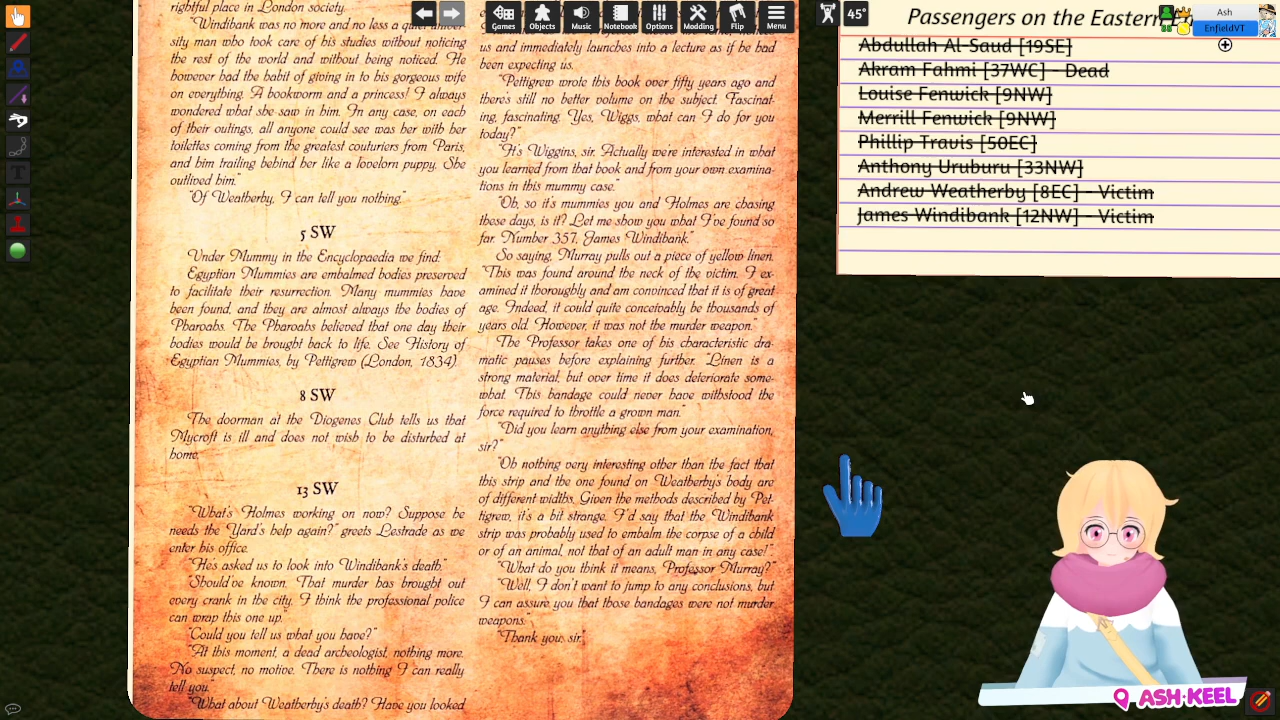 rightful place in London society.
"Windibank was no more and no less a quiet univer-
sity man who took care of his studies without noticing
the rest of the world and without being noticed. He
however had the habit of giving in to his gorgeous wife
on everything. A bookworm and a princess! I always
wondered what she saw in him. In any case, on each
of their outings, all anyone could see was her with her
toilettes coming from the greatest couturiers from Paris,
and him trailing behind her like a lovelorn puppy. She
outlived him."
"Of Weatherby, I can tell you nothing."
5 SW
Under Mummy in the Encyclopaedia we find:
Egyptian Mummies are embalmed bodies preserved
to facilitate their resurrection. Many mummies have
been found, and they are almost always the bodies of
Pharoahs. The Pharoahs believed that one day their
bodies would be brought back to life. See History of
Egyptian Mummies, by Pettigrew (London, 1834).
8 SW
The doorman at the Diogenes Club tells us that
Mycroft is ill and does not wish to be disturbed at
home.
13 SW
"What's Holmes working on now? Suppose he
needs the Yard's help again?" greets Lestrade as we
enter his office.
"He's asked us to look into Windibank's death."
"Should've known. That murder has brought out
every crank in the city. I think the professional police
can wrap this one up.
"Could you tell us what you have?"
"At this moment, a dead archeologist, nothing more.
No suspect, no motive. There is nothing I can really
tell you."
"What about Weatherby's death? Have you looked
us and immediately launches into a lecture as if he had
been expecting us.
"Pettigrew wrote this book over fifty years ago and
there's still no better volume on the subject. Fascinat-
ing, fascinating. Yes, Wiggs, what can I do for you
today?"
"It's Wiggins, sir. Actually we're interested in what
you learned from that book and from your own examina-
tions in this mummy case."
"Oh, so it's mummies you and Holmes are chasing
these days, is it? Let me show you what I've found so
far. Number 357, James Windibank."
So saying, Murray pulls out a piece of yellow linen.
"This was found around the neck of the victim. I ex-
amined it thoroughly and am convinced that it is of great
age. Indeed, it could quite conceivably be thousands of
years old. However, it was not the murder weapon."
The Professor takes one of his characteristic dra-
matic pauses before explaining further. "Linen is a
strong material, but over time it does deteriorate some-
what. This bandage could never have withstood the
force required to throttle a grown man."
"Did you learn anything else from your examination,
sir?"
"Oh nothing very interesting other than the fact that
this strip and the one found on Weatherby's body are
of different widths. Given the methods described by Pet-
tigrew, it's a bit strange. I'd say that the Windibank
strip was probably used to embalm the corpse of a child
or of an animal, not that of an adult man in any case!"
"What do you think it means, Professor Murray?"
"Well, I don't want to jump to any conclusions, but
I can assure you that those bandages were not murder
weapons."
"Thank you, sir."
Games Objects Music Notebook Options Modding Flip Menu
45°
Passengers on the Eastern
Abdullah Al-Saud [19SE]
Akram Fahmi [37WC] - Dead
Louise Fenwick [9NW]
Merrill Fenwick [9NW]
Phillip Travis [50EC]
Anthony Uruburu [33NW]
Andrew Weatherby [8EC] - Victim
James Windibank [12NW] - Victim
Ash
EnfieldVT
ASH KEEL